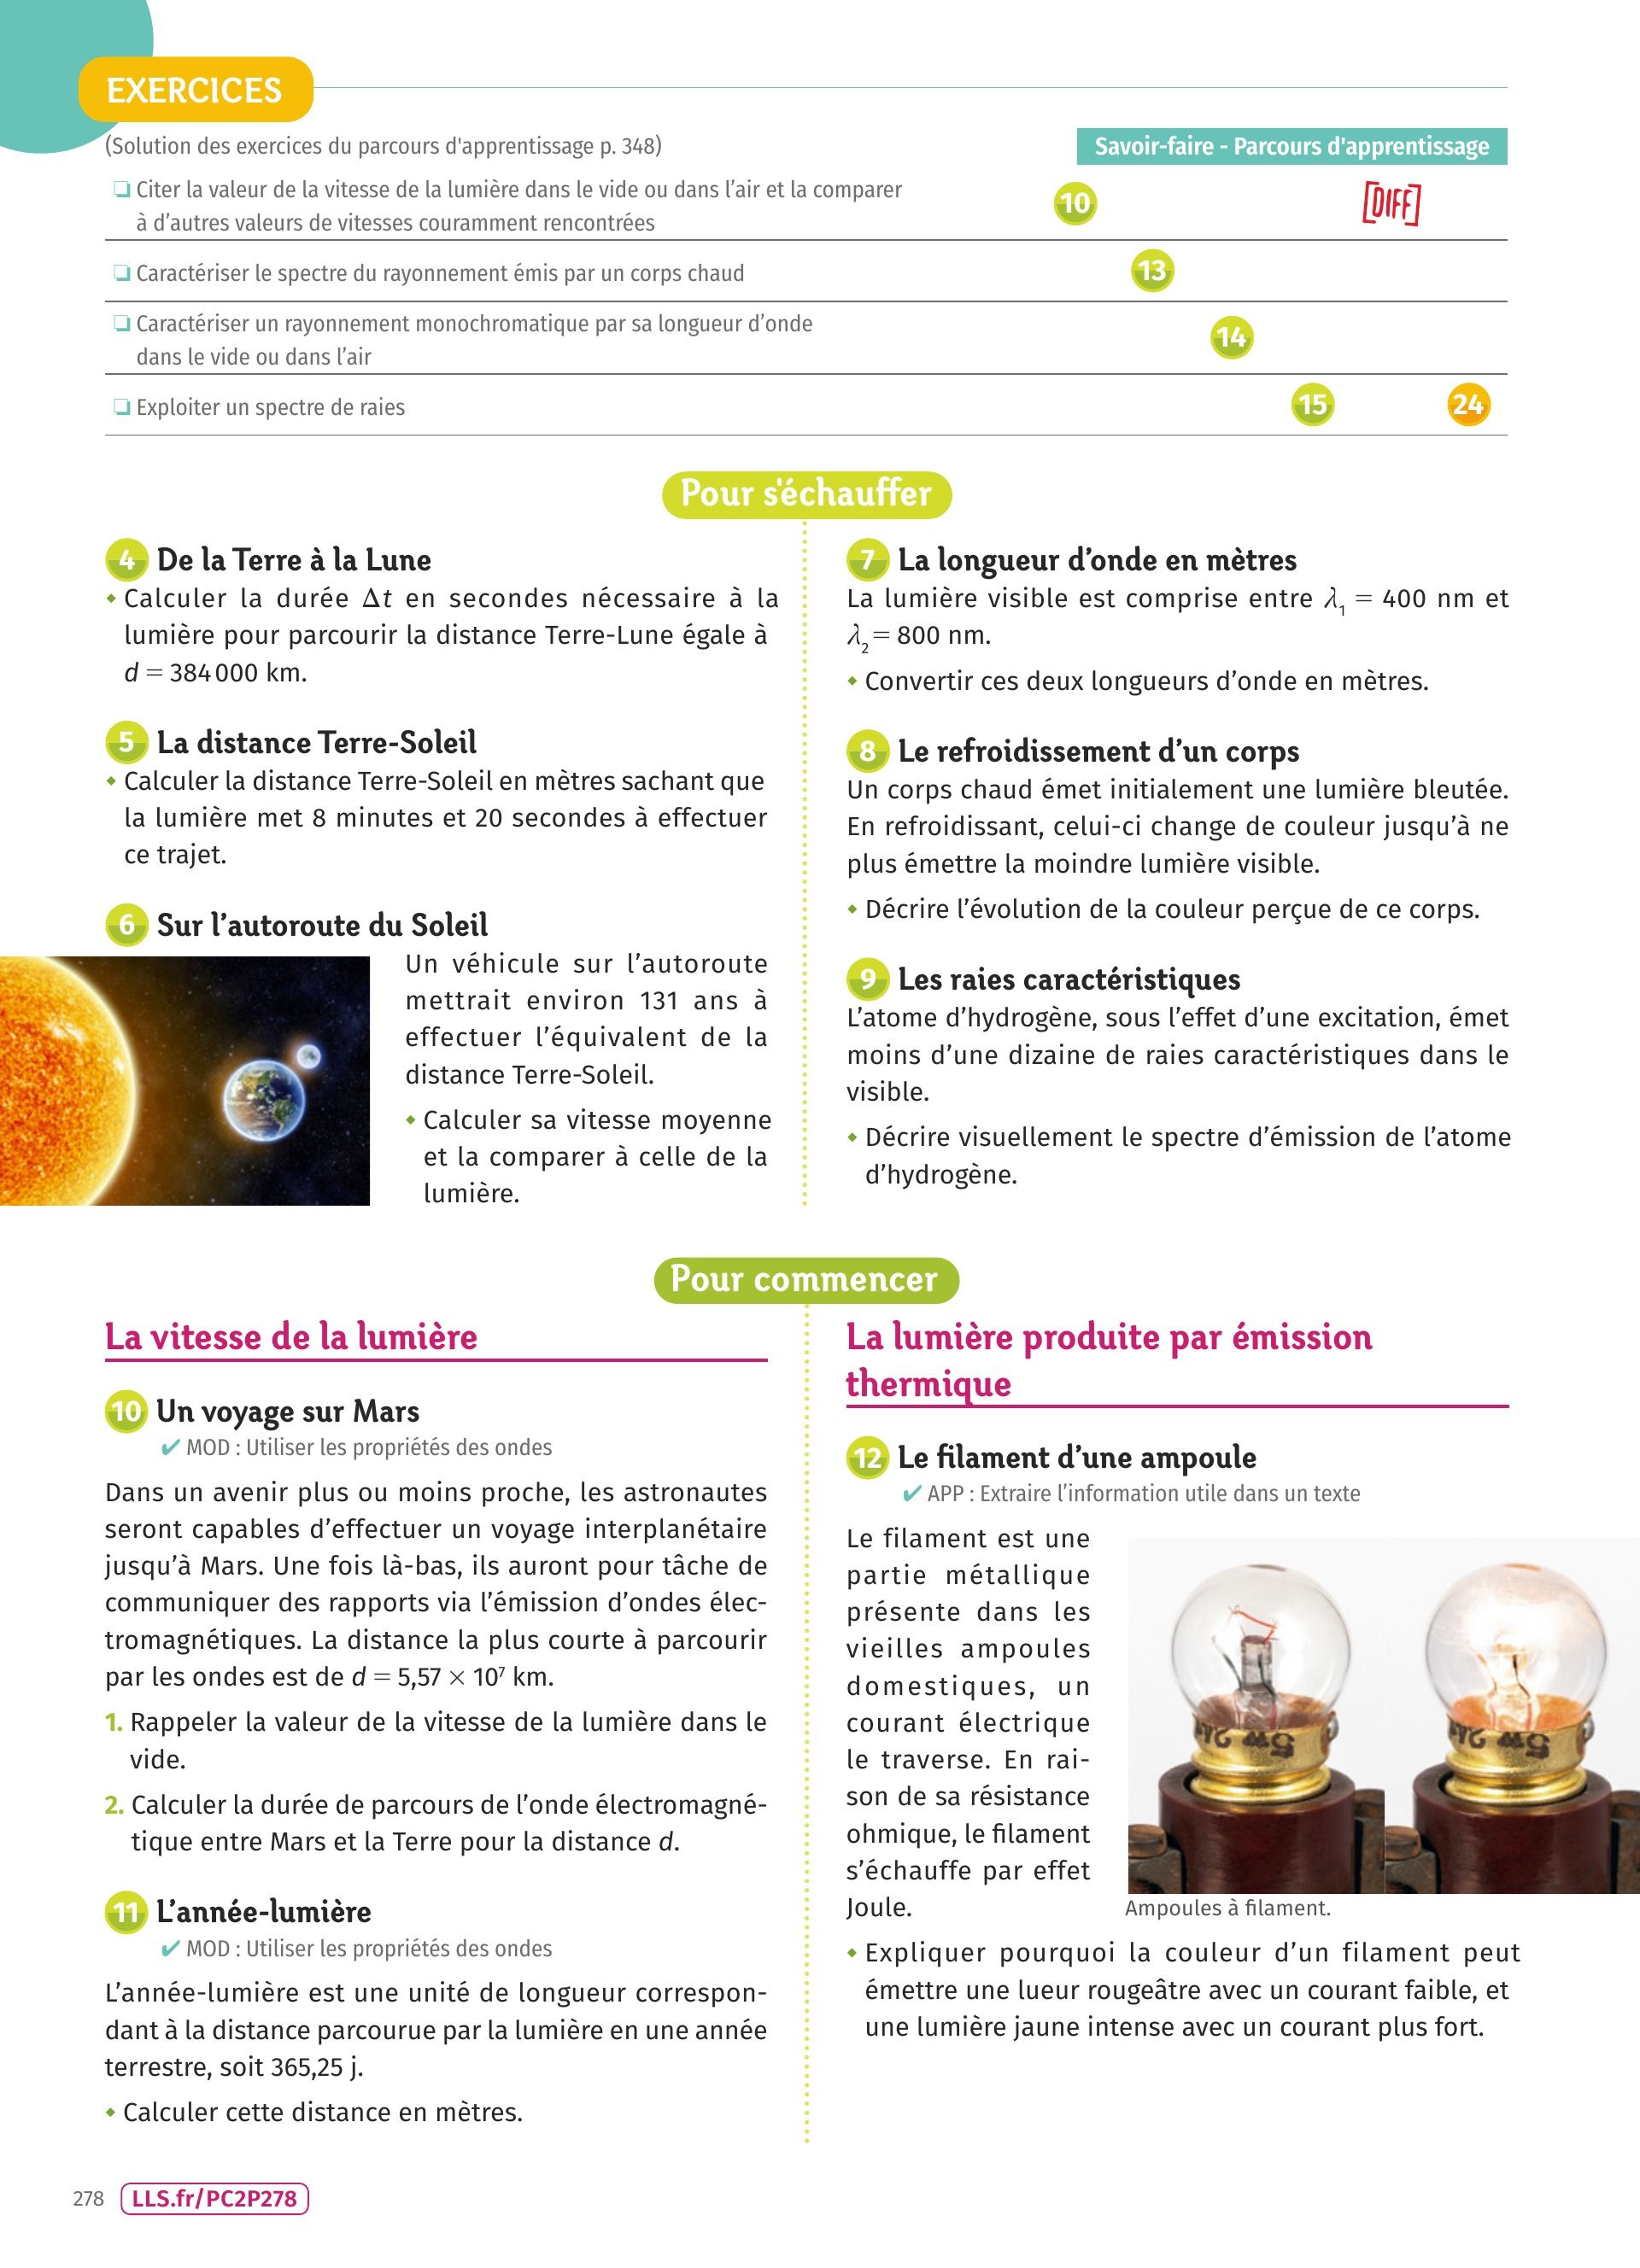 EXERCICES
(Solution des exercices du parcours d'apprentissage p. 348)
Savoir-faire - Parcours d'apprentissage
❏ Citer la valeur de la vitesse de la lumière dans le vide ou dans l’air et la comparer
à d’autres valeurs de vitesses couramment rencontrées
10
[DIFF]
❏ Caractériser le spectre du rayonnement émis par un corps chaud
13
❏ Caractériser un rayonnement monochromatique par sa longueur d’onde
dans le vide ou dans l’air
14
❏ Exploiter un spectre de raies
15
24
Pour s'échauffer
4 De la Terre à la Lune
◆ Calculer la durée Δt en secondes nécessaire à la
lumière pour parcourir la distance Terre-Lune égale à
d = 384 000 km.
5 La distance Terre-Soleil
◆ Calculer la distance Terre-Soleil en mètres sachant que
la lumière met 8 minutes et 20 secondes à effectuer
ce trajet.
6 Sur l’autoroute du Soleil
Un véhicule sur l’autoroute
mettrait environ 131 ans à
effectuer l’équivalent de la
distance Terre-Soleil.
◆ Calculer sa vitesse moyenne
et la comparer à celle de la
lumière.
7 La longueur d’onde en mètres
La lumière visible est comprise entre λ₁ = 400 nm et
λ₂ = 800 nm.
◆ Convertir ces deux longueurs d’onde en mètres.
8 Le refroidissement d’un corps
Un corps chaud émet initialement une lumière bleutée.
En refroidissant, celui-ci change de couleur jusqu’à ne
plus émettre la moindre lumière visible.
◆ Décrire l’évolution de la couleur perçue de ce corps.
9 Les raies caractéristiques
L’atome d’hydrogène, sous l’effet d’une excitation, émet
moins d’une dizaine de raies caractéristiques dans le
visible.
◆ Décrire visuellement le spectre d’émission de l’atome
d’hydrogène.
Pour commencer
La vitesse de la lumière
10 Un voyage sur Mars
✔ MOD : Utiliser les propriétés des ondes
Dans un avenir plus ou moins proche, les astronautes
seront capables d’effectuer un voyage interplanétaire
jusqu’à Mars. Une fois là-bas, ils auront pour tâche de
communiquer des rapports via l’émission d’ondes élec-
tromagnétiques. La distance la plus courte à parcourir
par les ondes est de d = 5,57 × 10⁷ km.
1. Rappeler la valeur de la vitesse de la lumière dans le
vide.
2. Calculer la durée de parcours de l’onde électromagné-
tique entre Mars et la Terre pour la distance d.
11 L’année-lumière
✔ MOD : Utiliser les propriétés des ondes
L’année-lumière est une unité de longueur correspon-
dant à la distance parcourue par la lumière en une année
terrestre, soit 365,25 j.
◆ Calculer cette distance en mètres.
La lumière produite par émission
thermique
12 Le filament d’une ampoule
✔ APP : Extraire l’information utile dans un texte
Le filament est une
partie métallique
présente dans les
vieilles ampoules
domestiques, un
courant électrique
le traverse. En rai-
son de sa résistance
ohmique, le filament
s’échauffe par effet
Joule.
Ampoules à filament.
◆ Expliquer pourquoi la couleur d’un filament peut
émettre une lueur rougeâtre avec un courant faible, et
une lumière jaune intense avec un courant plus fort.
278 LLS.fr/PC2P278